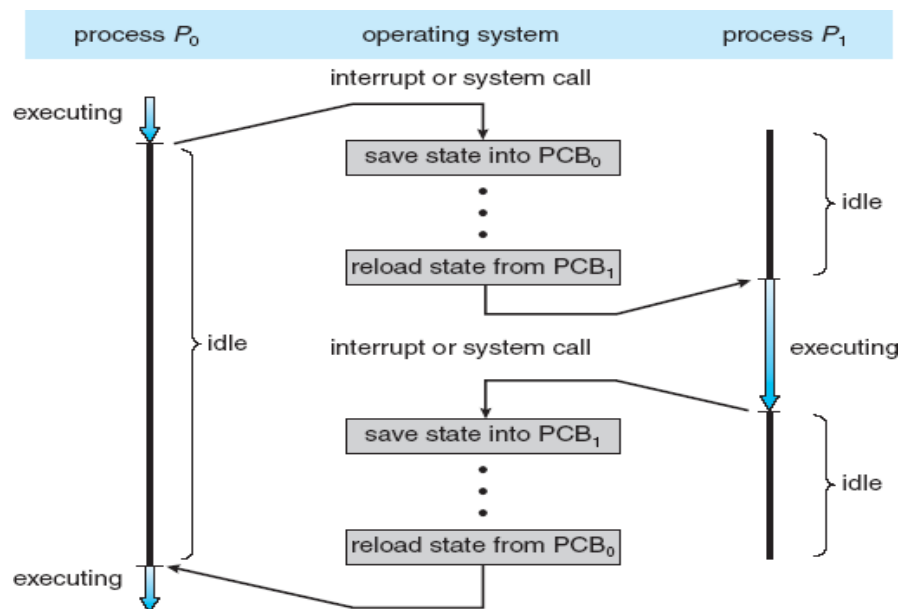 process P₀
operating system
process P₁
interrupt or system call
executing
save state into PCB₀
idle
reload state from PCB₁
idle
interrupt or system call
executing
save state into PCB₁
idle
reload state from PCB₀
executing